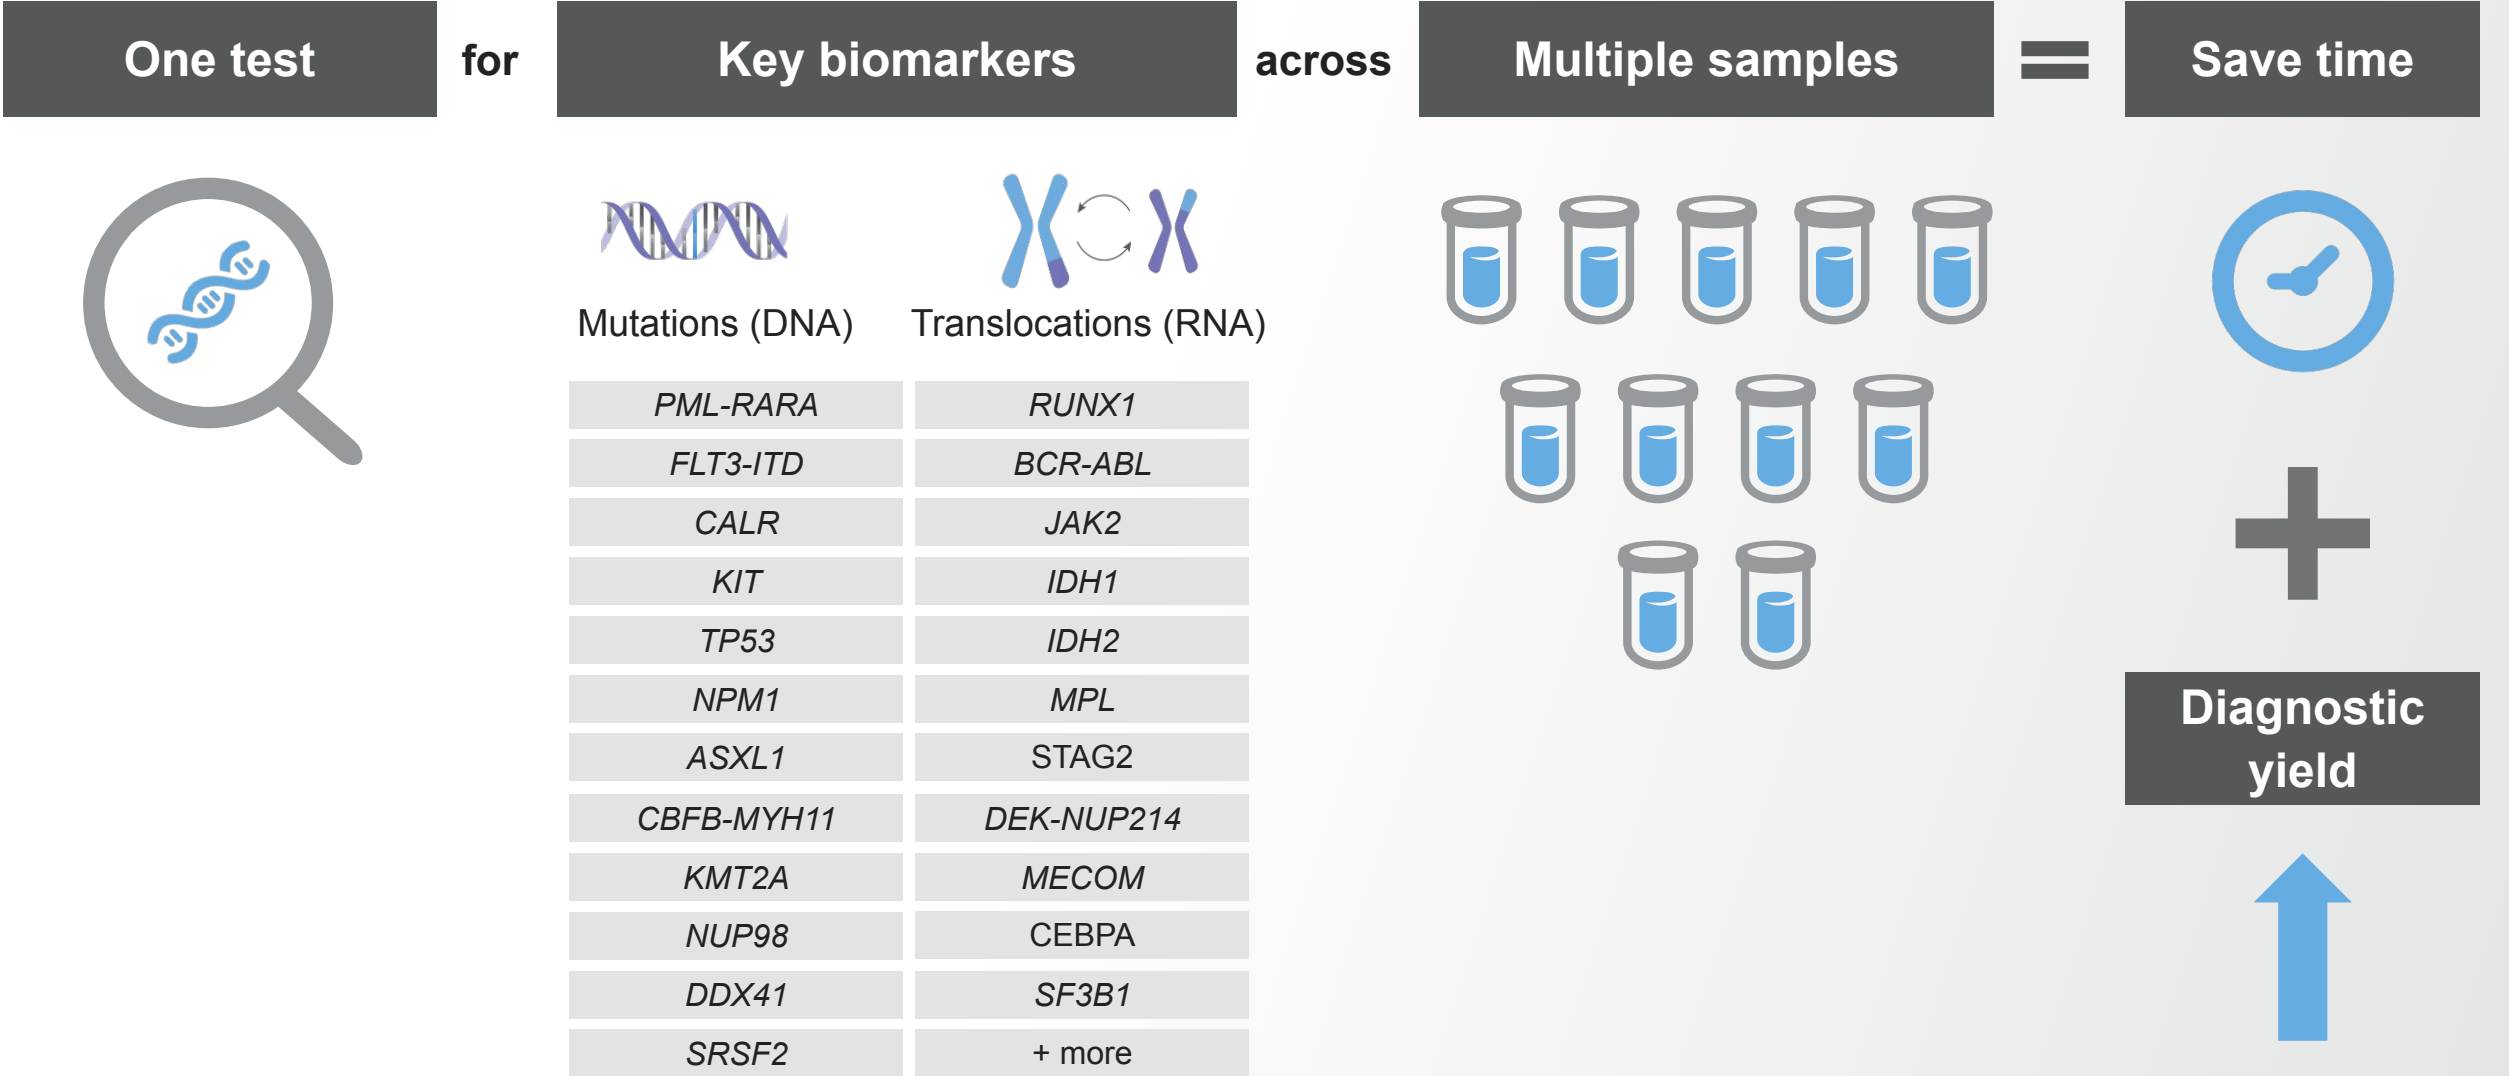 One test for Key biomarkers across Multiple samples = Save time
Mutations (DNA) Translocations (RNA)
PML-RARA RUNX1
FLT3-ITD BCR-ABL
CALR JAK2
KIT IDH1
TP53 IDH2
NPM1 MPL
ASXL1 STAG2
CBFB-MYH11 DEK-NUP214
KMT2A MECOM
NUP98 CEBPA
DDX41 SF3B1
SRSF2 + more
+
Diagnostic
yield